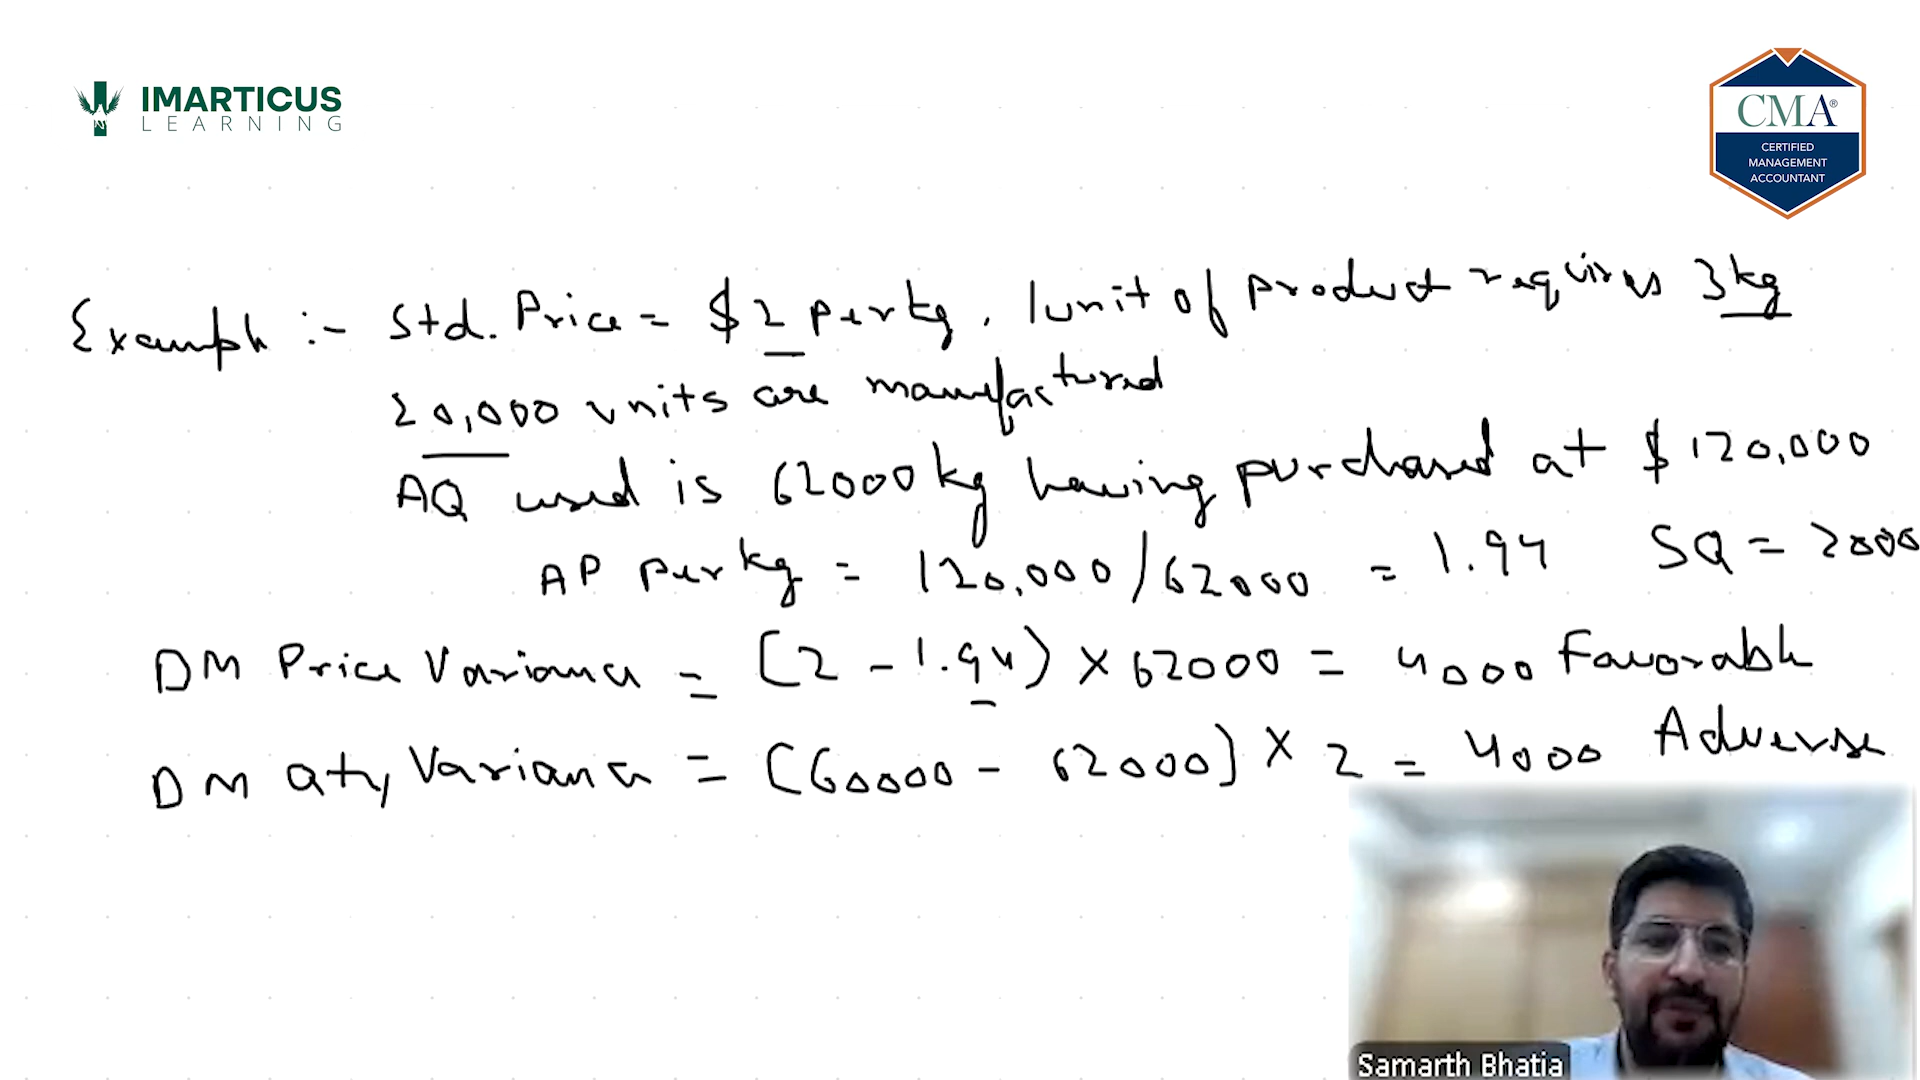 IMARTICUS
LEARNING
CMA®
CERTIFIED
MANAGEMENT
ACCOUNTANT
Example :- Std. Price = $2 per kg. 1 unit of product requires 3kg
20,000 units are manufactured
AQ used is 62000 kg having purchased at $120,000
AP per kg = 120,000/62000 = 1.94 SQ = 2000
DM Price Variance = (2 - 1.94) × 62000 = 4000 Favorable
DM Qty Variance = (60000 - 62000) × 2 = 4000 Adverse
Samarth Bhatia